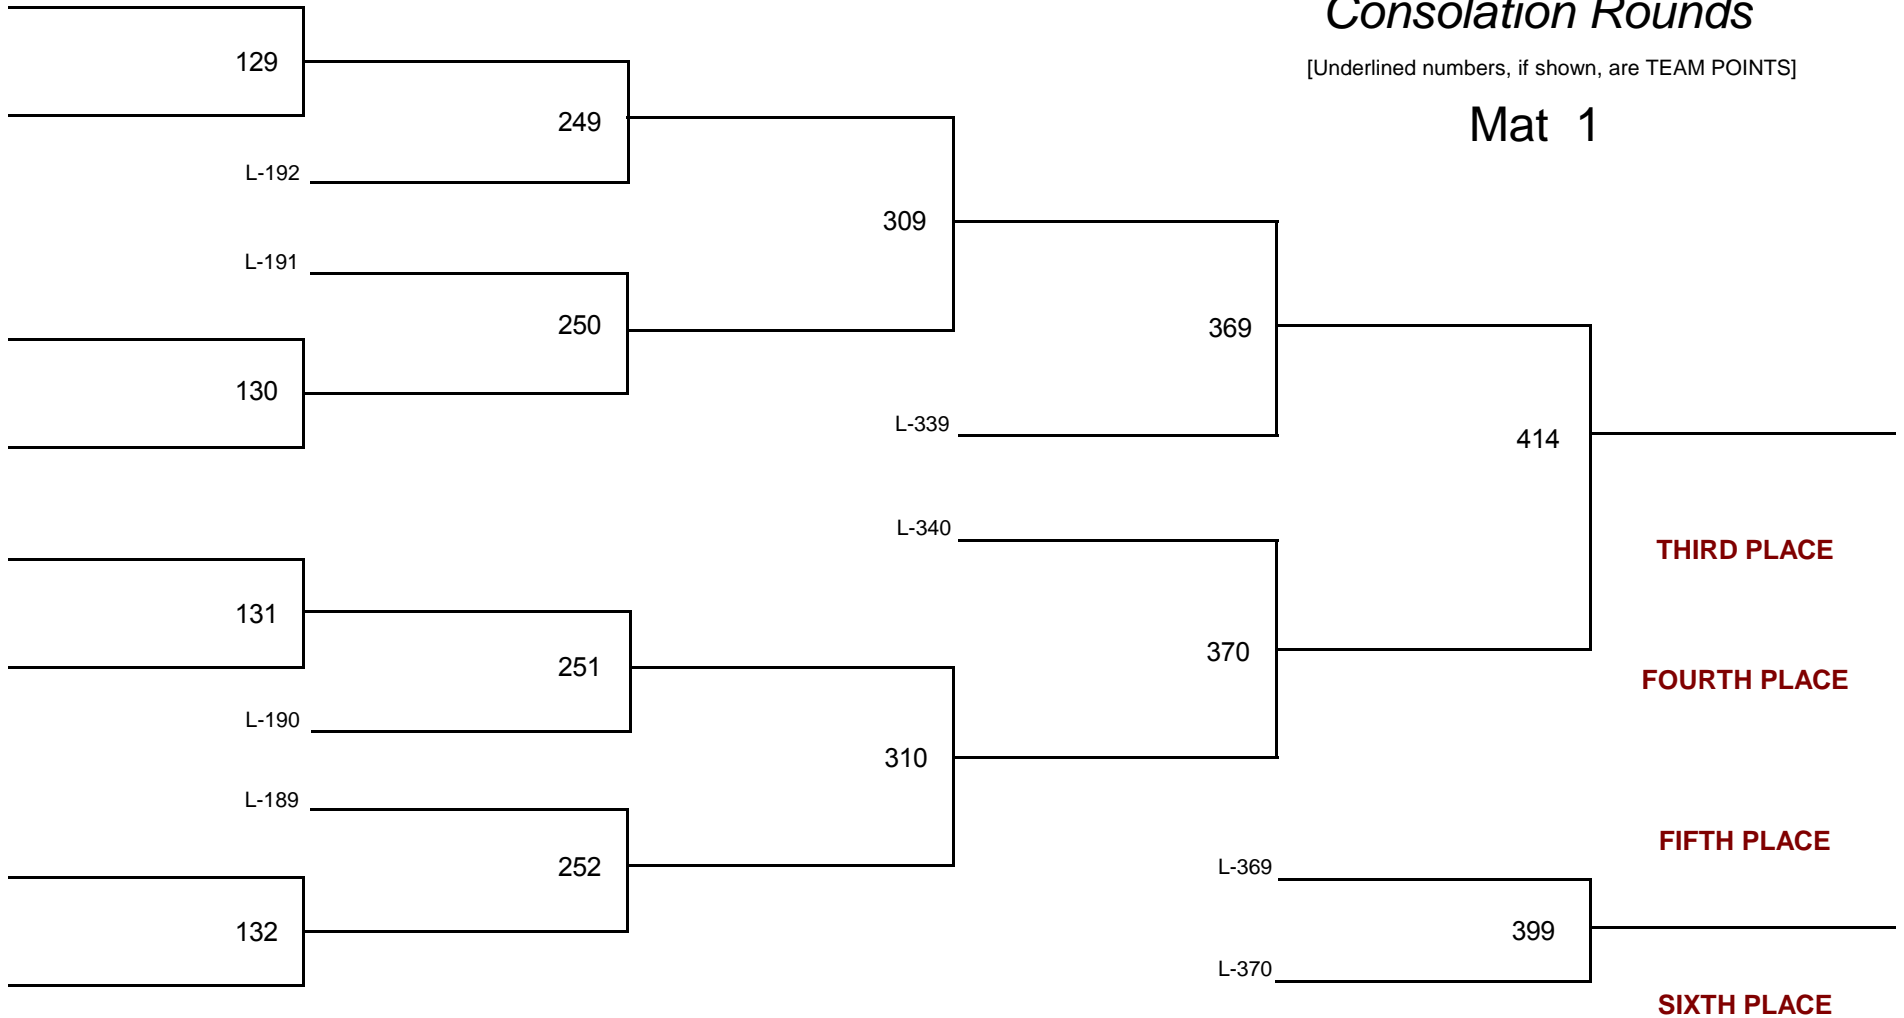 Consolation Rounds
[Underlined numbers, if shown, are TEAM POINTS]
Mat 1
129
249
L-192
309
L-191
250
369
130
L-339
414
L-340
THIRD PLACE
131
370
251
FOURTH PLACE
L-190
310
L-189
FIFTH PLACE
252
L-369
132
399
L-370
SIXTH PLACE